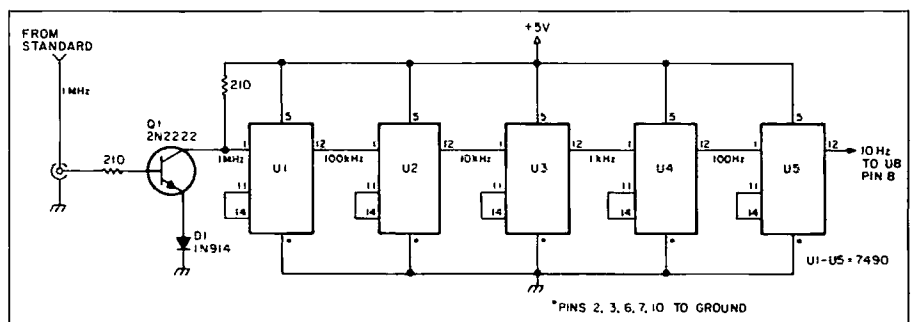 FROM
STANDARD
1MHz
210
Q1
2N2222
D1
1N914
210
+5V
1
1MHz
5
U1
11
14
*
12
100kHz
1
5
U2
11
14
*
12
10kHz
1
5
U3
11
14
*
12
1kHz
1
5
U4
11
14
*
12
100Hz
1
5
U5
11
14
*
12
10Hz
TO U8
PIN 8
U1-U5=7490
*PINS 2, 3, 6, 7, 10 TO GROUND